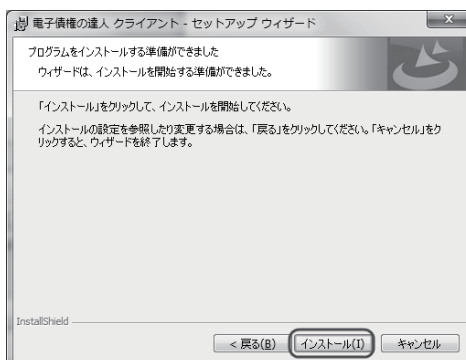 電子債権の達人 クライアント - セットアップ ウィザード
プログラムをインストールする準備ができました
ウィザードは、インストールを開始する準備ができました。
「インストール」をクリックして、インストールを開始してください。
インストールの設定を参照したり変更する場合は、「戻る」をクリックしてください。「キャンセル」をク
リックすると、ウィザードを終了します。
InstallShield
< 戻る(B)
インストール(I)
キャンセル